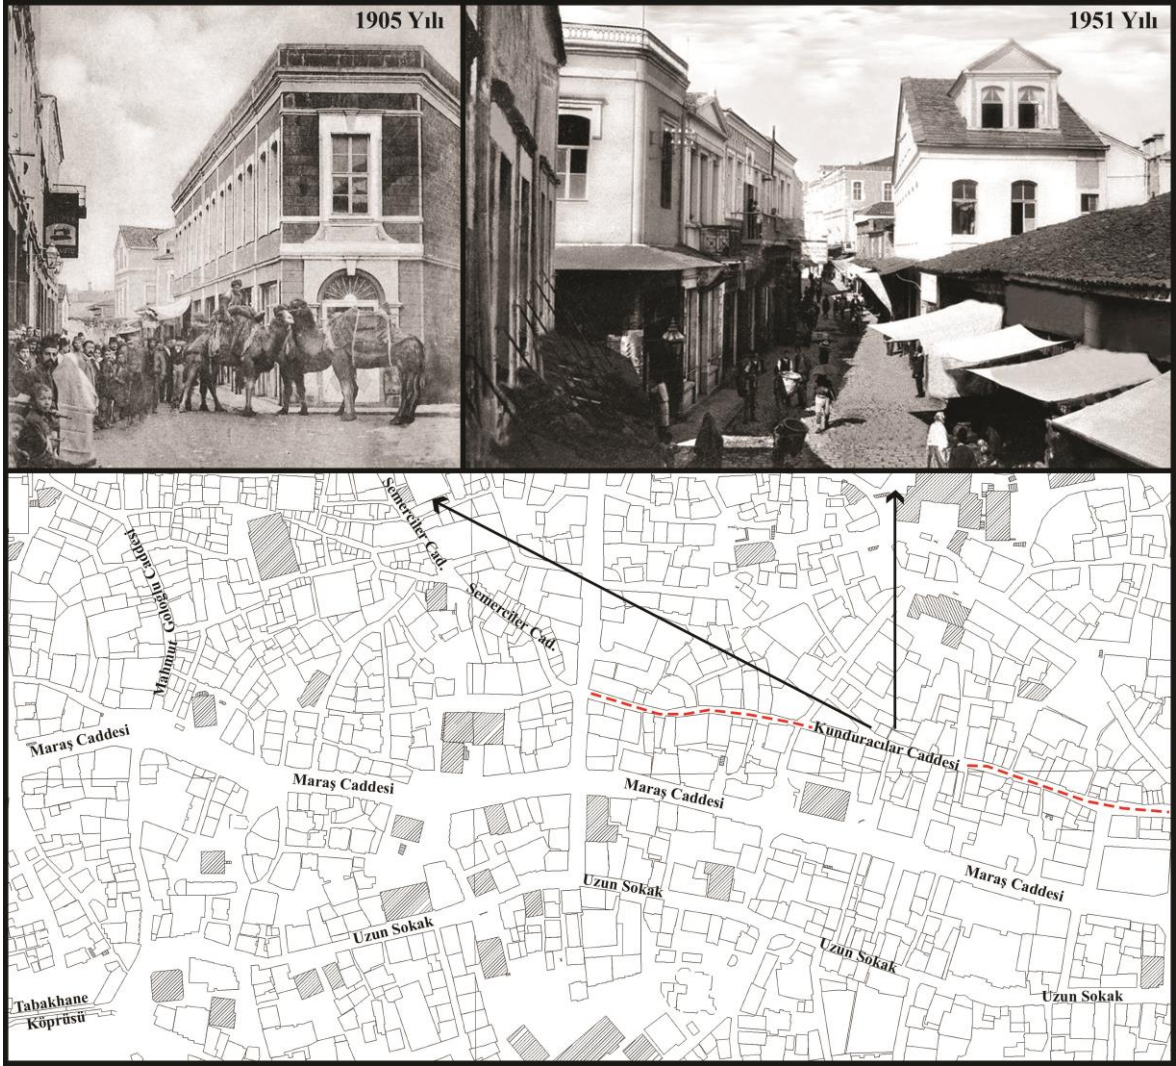 1905 Yılı
1951 Yılı
Semerciler Cad.
Semerciler Cad.
Mahmut Goloğlu Caddesi
Kunduracılar Caddesi
Maraş Caddesi
Maraş Caddesi
Maraş Caddesi
Maraş Caddesi
Uzun Sokak
Uzun Sokak
Uzun Sokak
Uzun Sokak
Tabakhane
Köprüsü